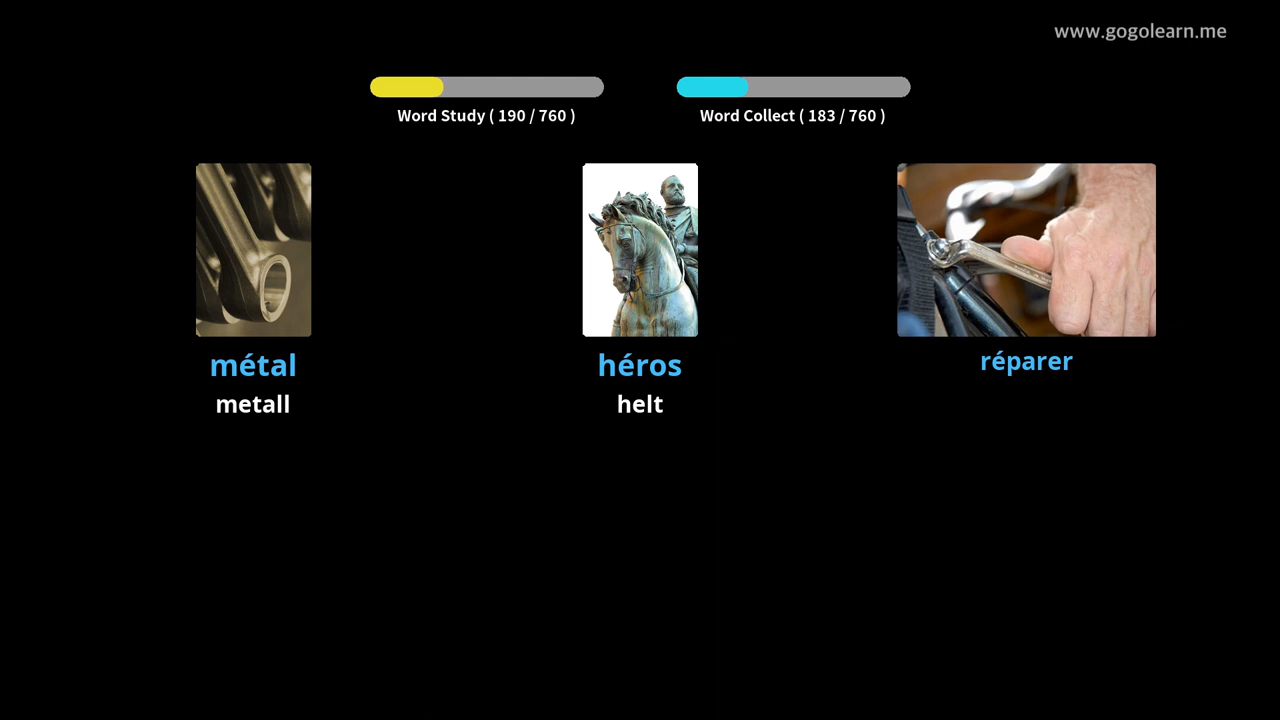 www.gogolearn.me
Word Study ( 190 / 760 )
Word Collect ( 183 / 760 )
métal
metall
héros
helt
réparer